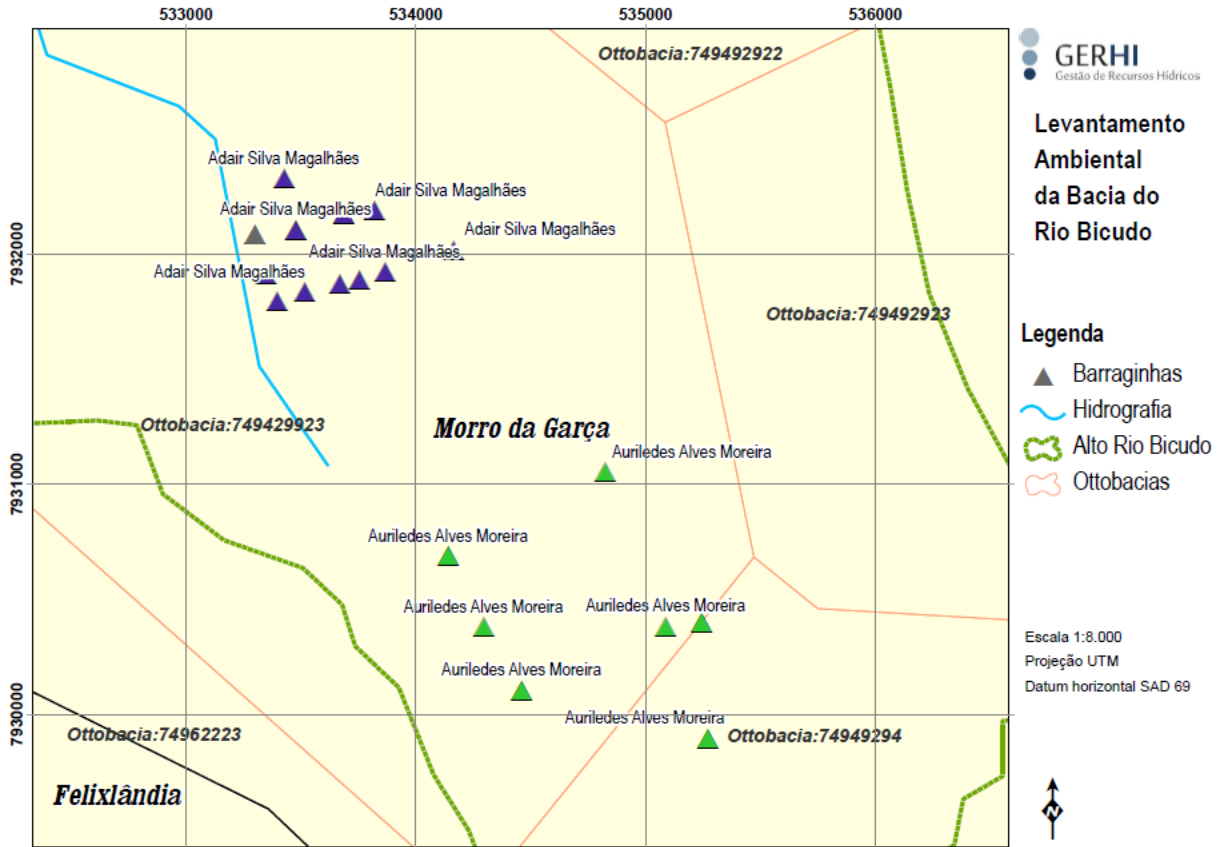 533000
534000
535000
536000
Ottobacia:749492922
Adair Silva Magalhães
Adair Silva Magalhães
Adair Silva Magalhães
Adair Silva Magalhães
Adair Silva Magalhães
Adair Silva Magalhães
7932000
Ottobacia:749492923
Ottobacia:749429923
Morro da Garça
Auriledes Alves Moreira
7931000
Auriledes Alves Moreira
Auriledes Alves Moreira
Auriledes Alves Moreira
Auriledes Alves Moreira
7930000
Auriledes Alves Moreira
Ottobacia:74962223
Ottobacia:74949294
Felixlândia
GERHI
Gestão de Recursos Hídricos
Levantamento
Ambiental
da Bacia do
Rio Bicudo
Legenda
Barraginhas
Hidrografia
Alto Rio Bicudo
Ottobacias
Escala 1:8.000
Projeção UTM
Datum horizontal SAD 69
N